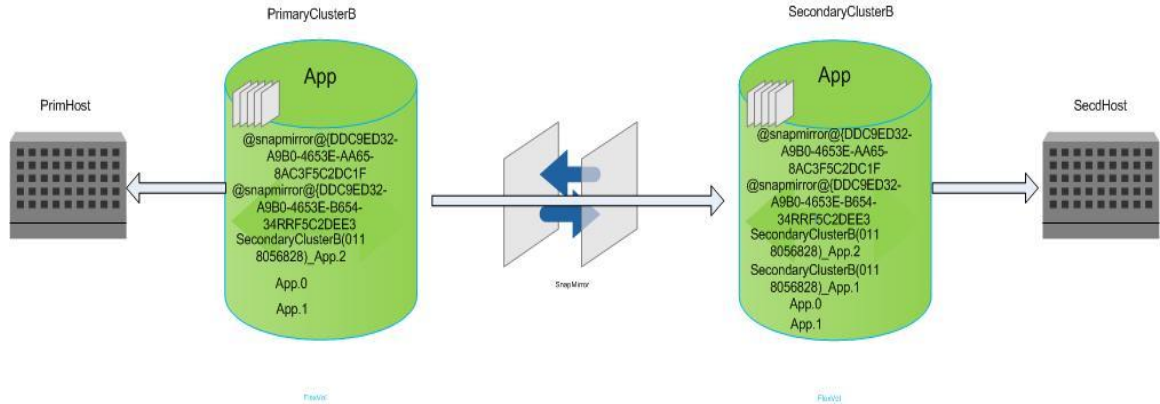 PrimaryClusterB
SecondaryClusterB
PrimHost
App
@snapmirror@{DDC9ED32-
A9B0-4653E-AA65-
8AC3F5C2DC1F
@snapmirror@{DDC9ED32-
A9B0-4653E-B654-
34RRF5C2DEE3
SecondaryClusterB(011
8056828)_App.2
App.0
App.1
SnapMirror
App
@snapmirror@{DDC9ED32-
A9B0-4653E-AA65-
8AC3F5C2DC1F
@snapmirror@{DDC9ED32-
A9B0-4653E-B654-
34RRF5C2DEE3
SecondaryClusterB(011
8056828)_App.2
SecondaryClusterB(011
8056828)_App.1
App.0
App.1
SecdHost
FlexVol
FlexVol